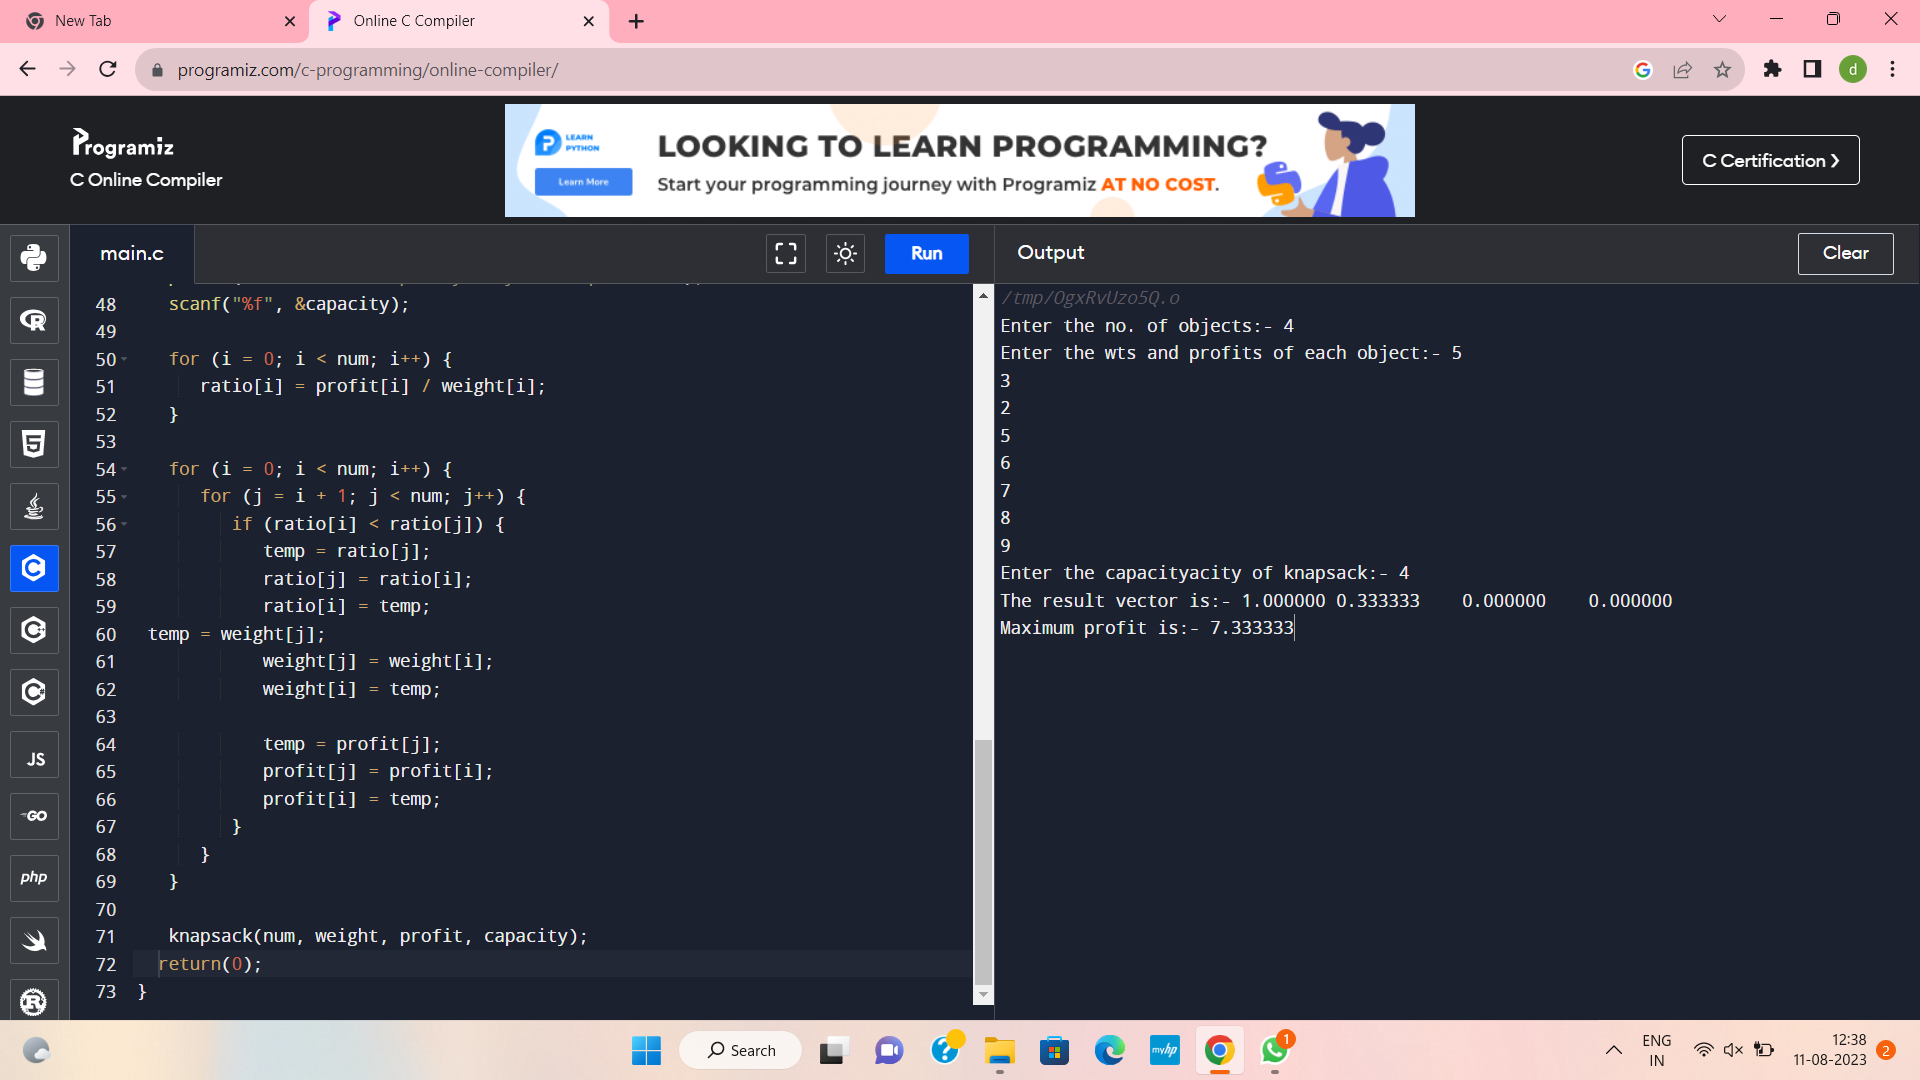 New Tab
Online C Compiler
programiz.com/c-programming/online-compiler/
d
Programiz
C Online Compiler
LEARN PYTHON
Learn More
LOOKING TO LEARN PROGRAMMING?
Start your programming journey with Programiz AT NO COST.
C Certification
main.c
Run
Output
Clear
48 scanf("%f", &capacity);
49
50 for (i = 0; i < num; i++) {
51 ratio[i] = profit[i] / weight[i];
52 }
53
54 for (i = 0; i < num; i++) {
55 for (j = i + 1; j < num; j++) {
56 if (ratio[i] < ratio[j]) {
57 temp = ratio[j];
58 ratio[j] = ratio[i];
59 ratio[i] = temp;
60 temp = weight[j];
61 weight[j] = weight[i];
62 weight[i] = temp;
63
64 temp = profit[j];
65 profit[j] = profit[i];
66 profit[i] = temp;
67 }
68 }
69 }
70
71 knapsack(num, weight, profit, capacity);
72 return(0);
73 }
/tmp/OgxRvUzo5Q.o
Enter the no. of objects:- 4
Enter the wts and profits of each object:- 5
3
2
5
6
7
8
9
Enter the capacityacity of knapsack:- 4
The result vector is:- 1.000000 0.333333 0.000000 0.000000
Maximum profit is:- 7.333333
R
5
C
C
C
JS
GO
php
Search
myhp
1
ENG
IN
12:38
11-08-2023
2